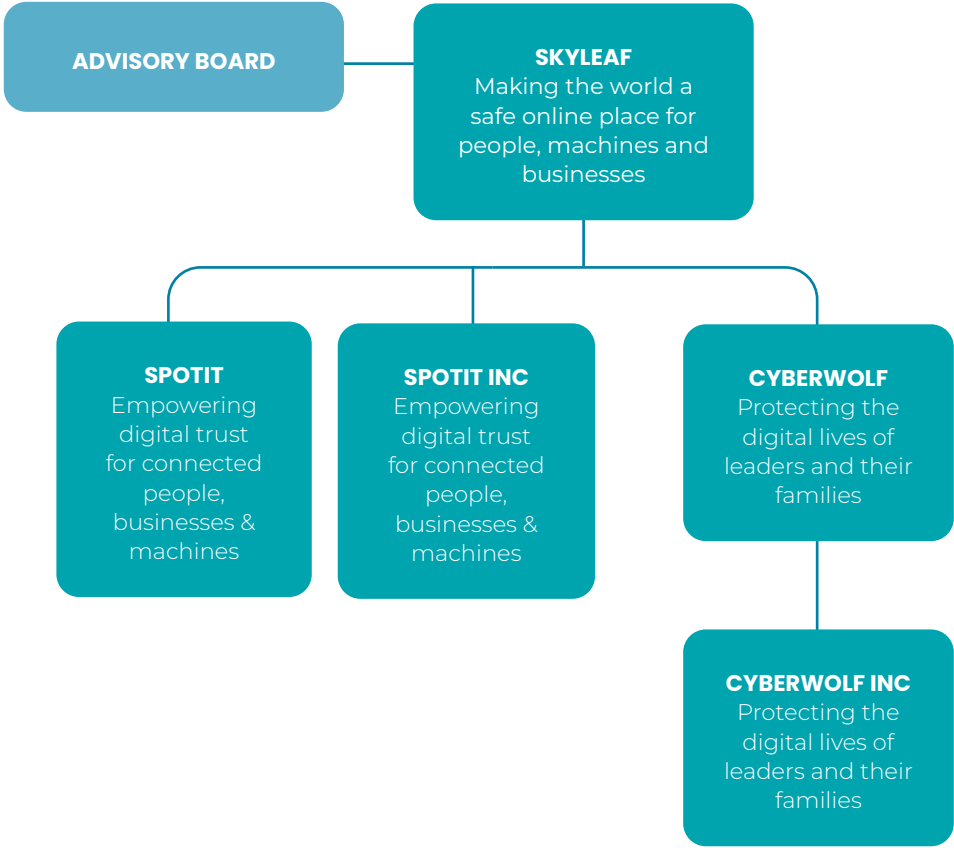 ADVISORY BOARD
SKYLEAF
Making the world a
safe online place for
people, machines and
businesses
SPOTIT
Empowering
digital trust
for connected
people,
businesses &
machines
SPOTIT INC
Empowering
digital trust
for connected
people,
businesses &
machines
CYBERWOLF
Protecting the
digital lives of
leaders and their
families
CYBERWOLF INC
Protecting the
digital lives of
leaders and their
families